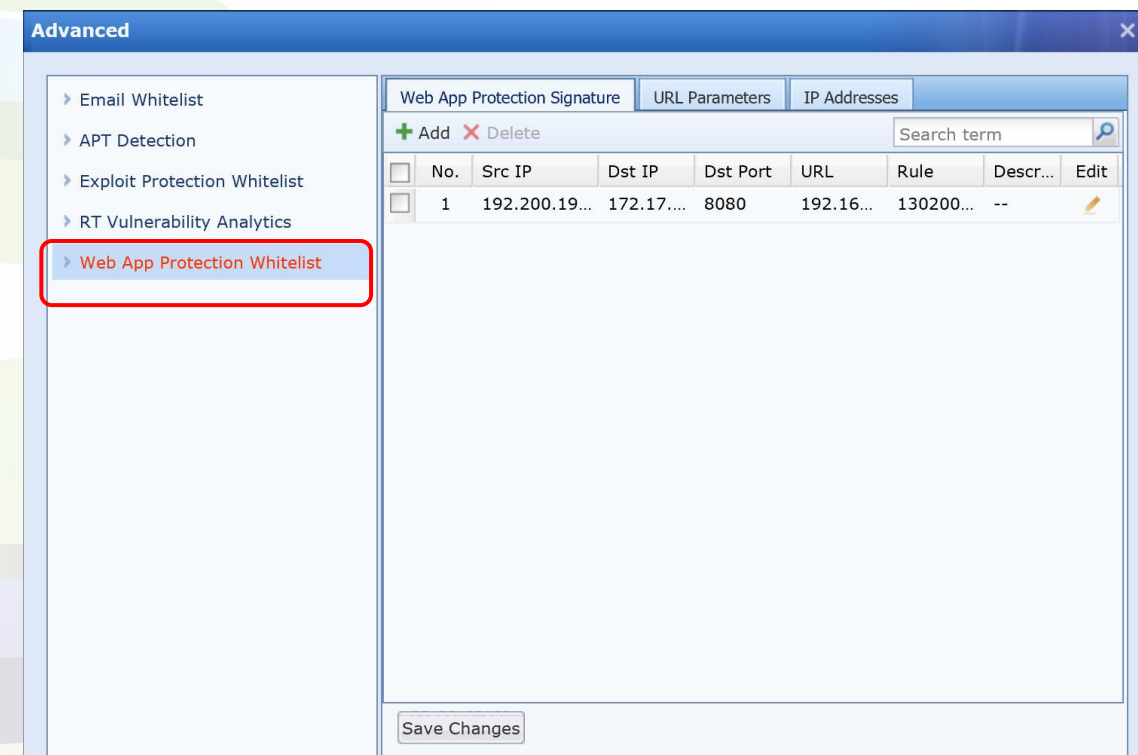 Advanced
Email Whitelist
APT Detection
Exploit Protection Whitelist
RT Vulnerability Analytics
Web App Protection Whitelist
Web App Protection Signature URL Parameters IP Addresses
Add Delete Search term
No. Src IP Dst IP Dst Port URL Rule Descr... Edit
1 192.200.19... 172.17.... 8080 192.16... 130200... --
Save Changes